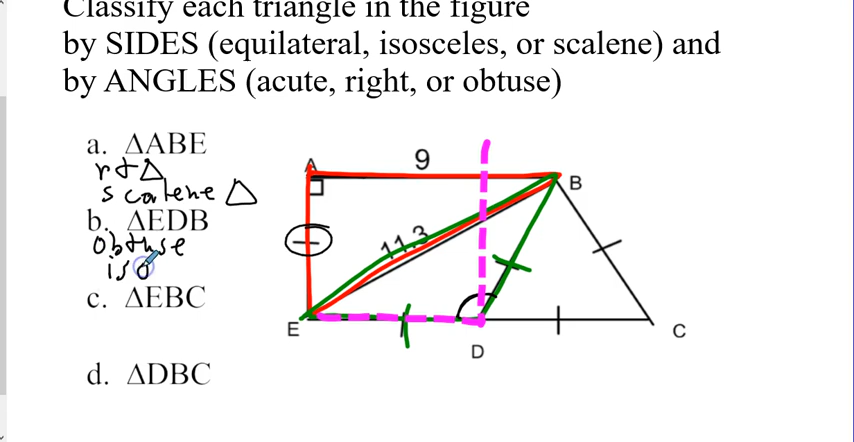 Classify each triangle in the figure
by SIDES (equilateral, isosceles, or scalene) and
by ANGLES (acute, right, or obtuse)
a. ΔABE
rt Δ
scalene Δ
b. ΔEDB
obtuse
iso
c. ΔEBC
d. ΔDBC
A
9
B
11.3
E
D
C